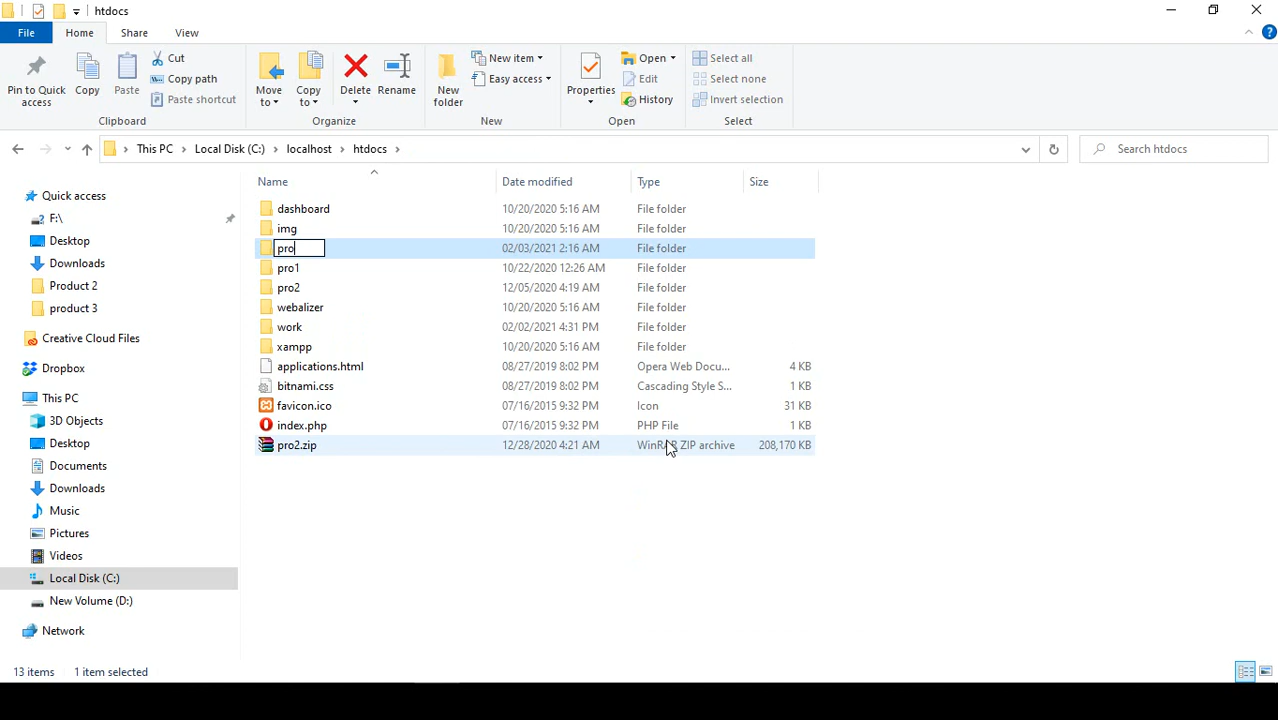 htdocs
File Home Share View
Pin to Quick access
Copy
Paste
Cut
Copy path
Paste shortcut
Clipboard
Move to
Copy to
Delete
Rename
Organize
New folder
New item
Easy access
New
Properties
Open
Edit
History
Open
Select all
Select none
Invert selection
Select
This PC > Local Disk (C:) > localhost > htdocs >
Search htdocs
Quick access
F:\
Desktop
Downloads
Product 2
product 3
Creative Cloud Files
Dropbox
This PC
3D Objects
Desktop
Documents
Downloads
Music
Pictures
Videos
Local Disk (C:)
New Volume (D:)
Network
Name Date modified Type Size
dashboard 10/20/2020 5:16 AM File folder
img 10/20/2020 5:16 AM File folder
pro 02/03/2021 2:16 AM File folder
pro1 10/22/2020 12:26 AM File folder
pro2 12/05/2020 4:19 AM File folder
webalizer 10/20/2020 5:16 AM File folder
work 02/02/2021 4:31 PM File folder
xampp 10/20/2020 5:16 AM File folder
applications.html 08/27/2019 8:02 PM Opera Web Docu... 4 KB
bitnami.css 08/27/2019 8:02 PM Cascading Style S... 1 KB
favicon.ico 07/16/2015 9:32 PM Icon 31 KB
index.php 07/16/2015 9:32 PM PHP File 1 KB
pro2.zip 12/28/2020 4:21 AM WinRAR ZIP archive 208,170 KB
13 items 1 item selected